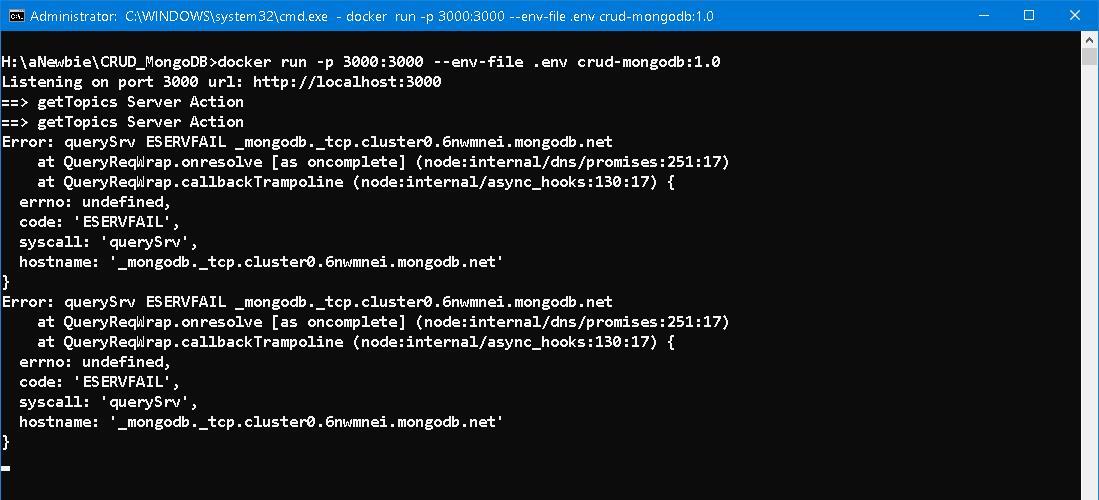 Administrator: C:\WINDOWS\system32\cmd.exe - docker run -p 3000:3000 --env-file .env crud-mongodb:1.0
H:\aNewbie\CRUD_MongoDB>docker run -p 3000:3000 --env-file .env crud-mongodb:1.0
Listening on port 3000 url: http://localhost:3000
==> getTopics Server Action
==> getTopics Server Action
Error: querySrv ESERVFAIL _mongodb._tcp.cluster0.6nwmnei.mongodb.net
    at QueryReqWrap.onresolve [as oncomplete] (node:internal/dns/promises:251:17)
    at QueryReqWrap.callbackTrampoline (node:internal/async_hooks:130:17) {
  errno: undefined,
  code: 'ESERVFAIL',
  syscall: 'querySrv',
  hostname: '_mongodb._tcp.cluster0.6nwmnei.mongodb.net'
}
Error: querySrv ESERVFAIL _mongodb._tcp.cluster0.6nwmnei.mongodb.net
    at QueryReqWrap.onresolve [as oncomplete] (node:internal/dns/promises:251:17)
    at QueryReqWrap.callbackTrampoline (node:internal/async_hooks:130:17) {
  errno: undefined,
  code: 'ESERVFAIL',
  syscall: 'querySrv',
  hostname: '_mongodb._tcp.cluster0.6nwmnei.mongodb.net'
}